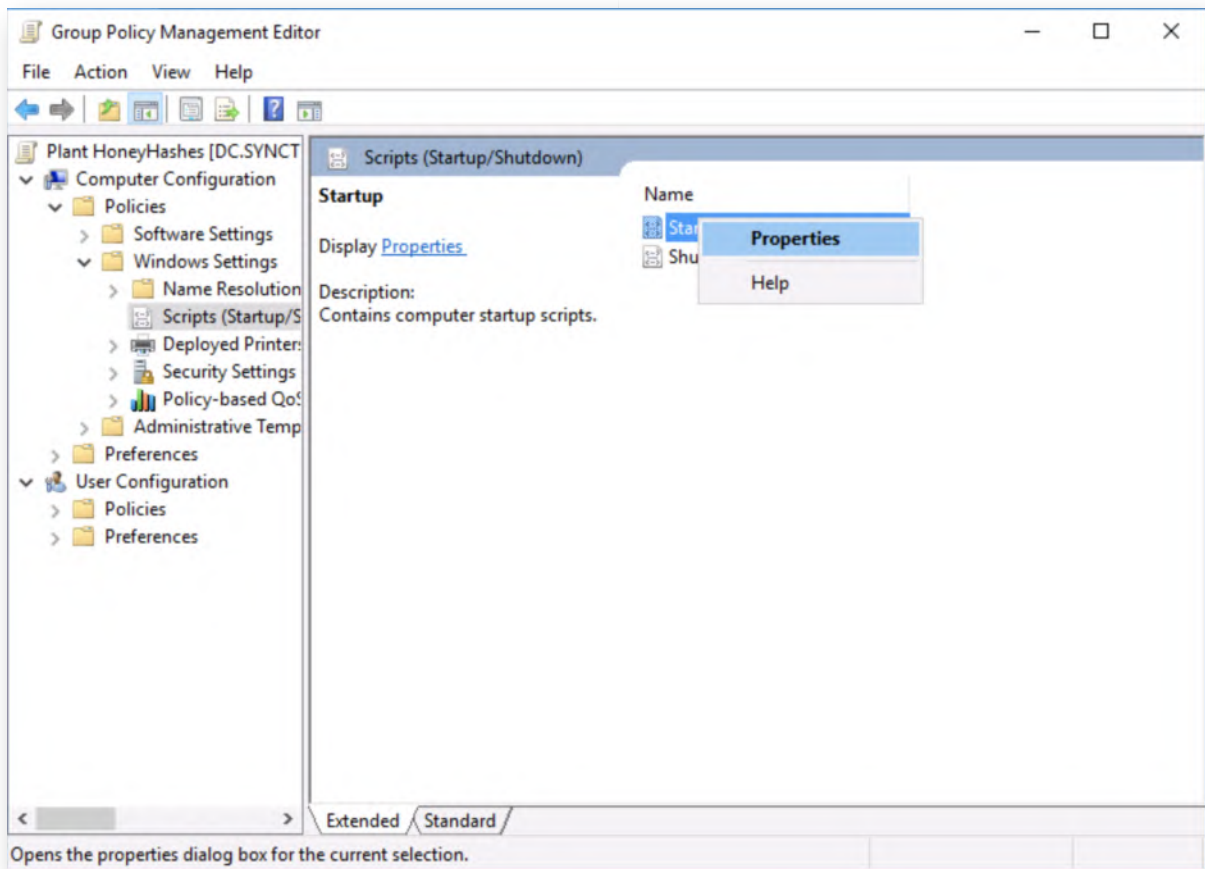 Group Policy Management Editor
File Action View Help
Plant HoneyHashes [DC.SYNCT
Computer Configuration
Policies
Software Settings
Windows Settings
Name Resolution
Scripts (Startup/S
Deployed Printer
Security Settings
Policy-based QoS
Administrative Temp
Preferences
User Configuration
Policies
Preferences
Scripts (Startup/Shutdown)
Startup
Display Properties
Description:
Contains computer startup scripts.
Name
Star
Shu
Properties
Help
Extended Standard
Opens the properties dialog box for the current selection.